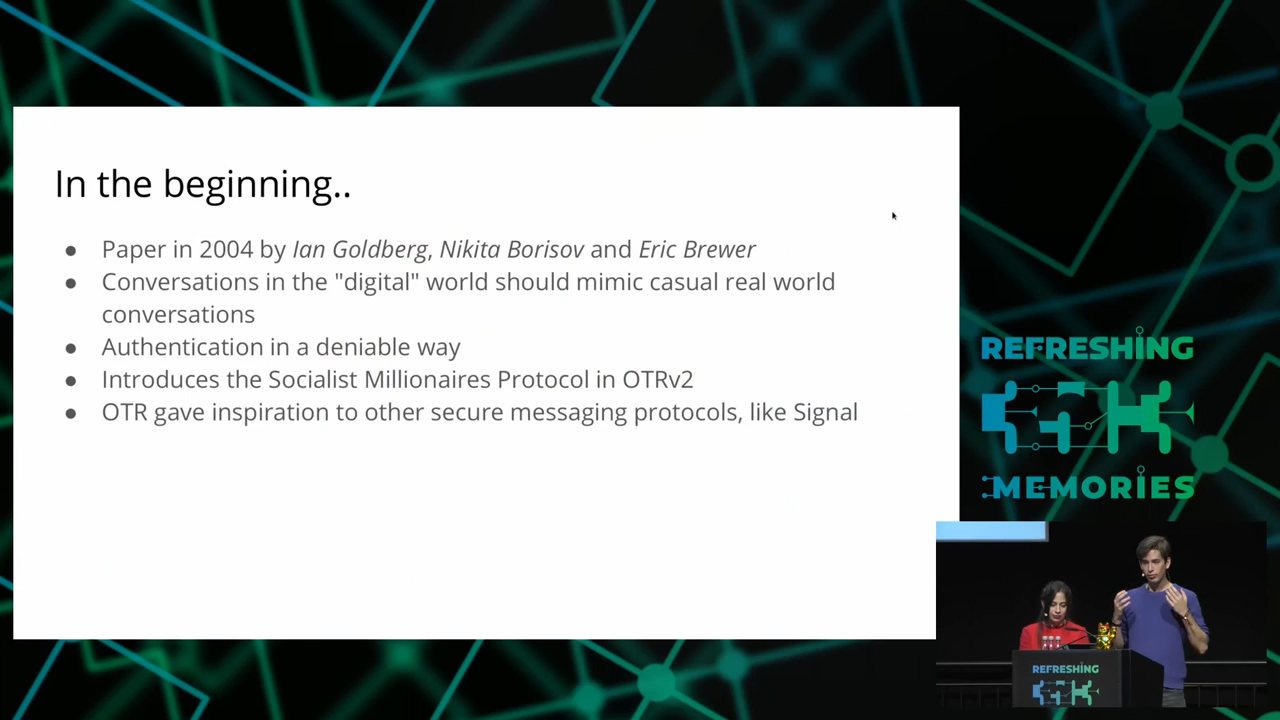 In the beginning..
● Paper in 2004 by Ian Goldberg, Nikita Borisov and Eric Brewer
● Conversations in the "digital" world should mimic casual real world
conversations
● Authentication in a deniable way
● Introduces the Socialist Millionaires Protocol in OTRv2
● OTR gave inspiration to other secure messaging protocols, like Signal
REFRESHING
MEMORIES
REFRESHING